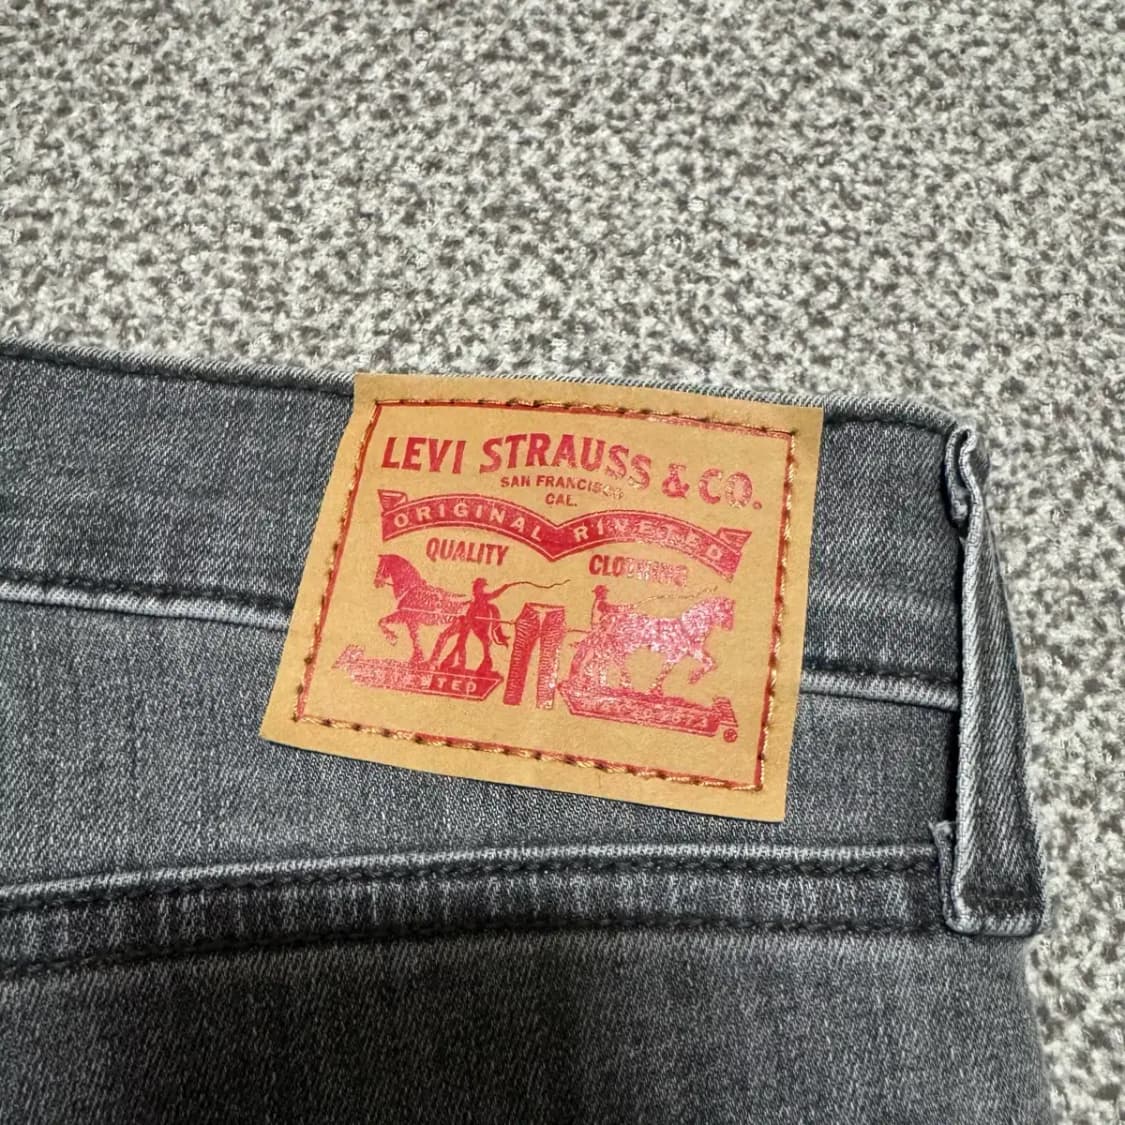 LEVI STRAUSS & CO.
SAN FRANCISCO
CAL.
ORIGINAL RIVETED
QUALITY CLOTHING